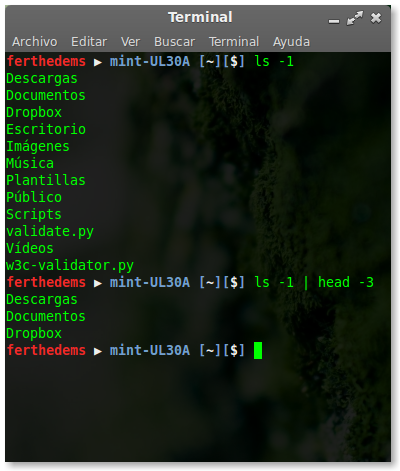 Terminal
Archivo Editar Ver Buscar Terminal Ayuda
ferthedems ▶ mint-UL30A [~][$] ls -1
Descargas
Documentos
Dropbox
Escritorio
Imágenes
Música
Plantillas
Público
Scripts
validate.py
Vídeos
w3c-validator.py
ferthedems ▶ mint-UL30A [~][$] ls -1 | head -3
Descargas
Documentos
Dropbox
ferthedems ▶ mint-UL30A [~][$]